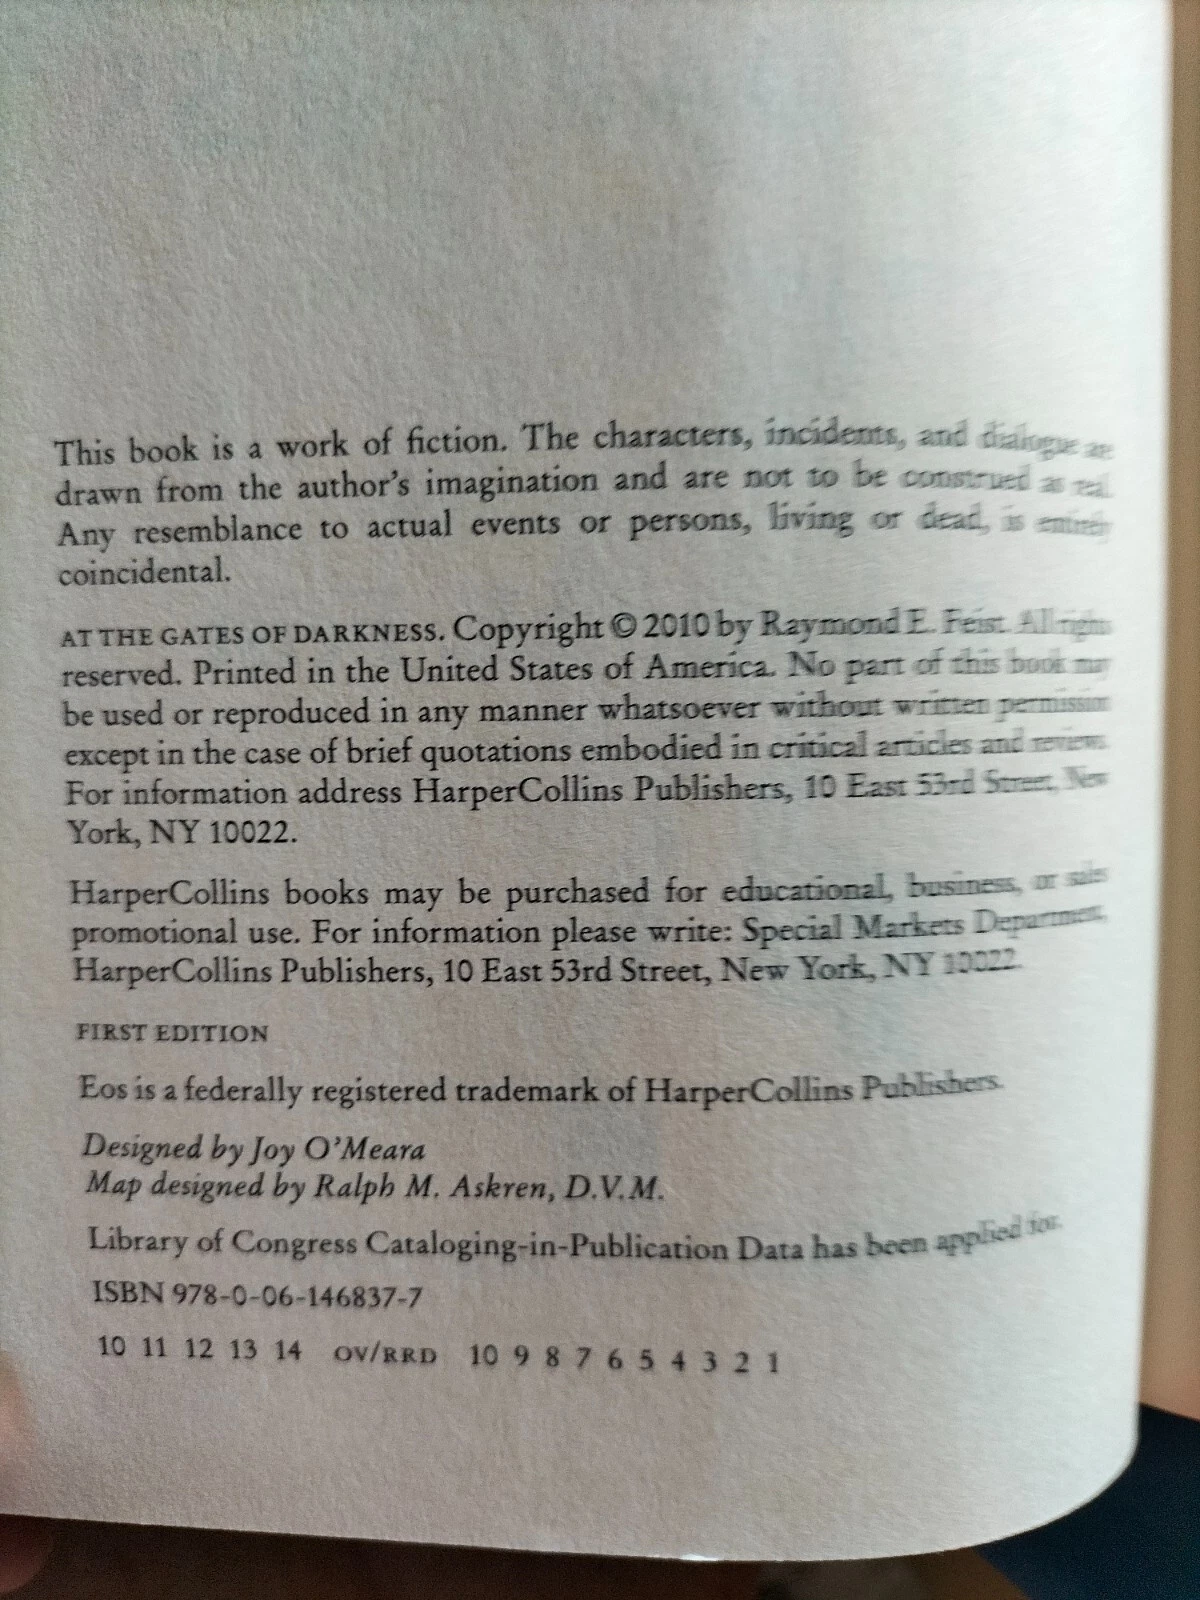 This book is a work of fiction. The characters, incidents, and dialogue are
drawn from the author's imagination and are not to be construed as real.
Any resemblance to actual events or persons, living or dead, is entirely
coincidental.
AT THE GATES OF DARKNESS. Copyright © 2010 by Raymond E. Feist. All rights
reserved. Printed in the United States of America. No part of this book may
be used or reproduced in any manner whatsoever without written permission
except in the case of brief quotations embodied in critical articles and reviews.
For information address HarperCollins Publishers, 10 East 53rd Street, New
York, NY 10022.
HarperCollins books may be purchased for educational, business, or sales
promotional use. For information please write: Special Markets Department,
HarperCollins Publishers, 10 East 53rd Street, New York, NY 10022.
FIRST EDITION
Eos is a federally registered trademark of HarperCollins Publishers.
Designed by Joy O'Meara
Map designed by Ralph M. Askren, D.V.M.
Library of Congress Cataloging-in-Publication Data has been applied for.
ISBN 978-0-06-146837-7
10 11 12 13 14 OV/RRD 10 9 8 7 6 5 4 3 2 1